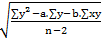 √((∑y² − a.∑y − b.∑xy)/(n − 2))